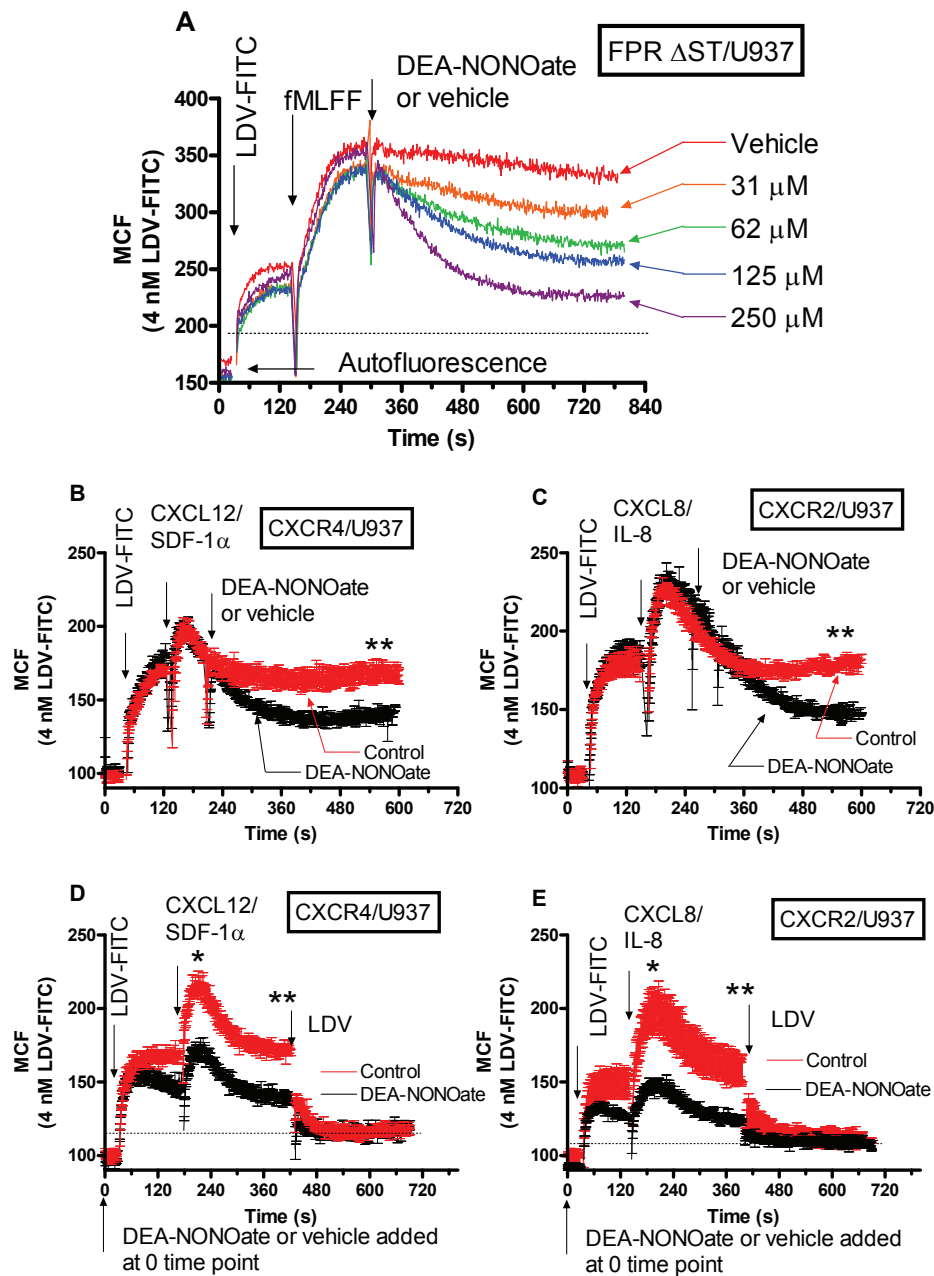 A
FPR ΔST/U937
LDV-FITC
fMLFF
DEA-NONOate
or vehicle
MCF
(4 nM LDV-FITC)
400
350
300
250
200
150
Vehicle
31 μM
62 μM
125 μM
250 μM
Autofluorescence
0 120 240 360 480 600 720 840
Time (s)
B
LDV-FITC
CXCL12/
SDF-1α
CXCR4/U937
DEA-NONOate
or vehicle
**
MCF
(4 nM LDV-FITC)
250
200
150
100
Control
DEA-NONOate
0 120 240 360 480 600 720
Time (s)
C
LDV-FITC
CXCL8/
IL-8
CXCR2/U937
DEA-NONOate
or vehicle
**
MCF
(4 nM LDV-FITC)
250
200
150
100
Control
DEA-NONOate
0 120 240 360 480 600 720
Time (s)
D
LDV-FITC
CXCL12/
SDF-1α
CXCR4/U937
*
**
LDV
MCF
(4 nM LDV-FITC)
250
200
150
100
Control
DEA-NONOate
0 120 240 360 480 600 720
Time (s)
DEA-NONOate or vehicle added
at 0 time point
E
LDV-FITC
CXCL8/
IL-8
CXCR2/U937
*
**
LDV
MCF
(4 nM LDV-FITC)
250
200
150
100
Control
DEA-NONOate
0 120 240 360 480 600 720
Time (s)
DEA-NONOate or vehicle added
at 0 time point